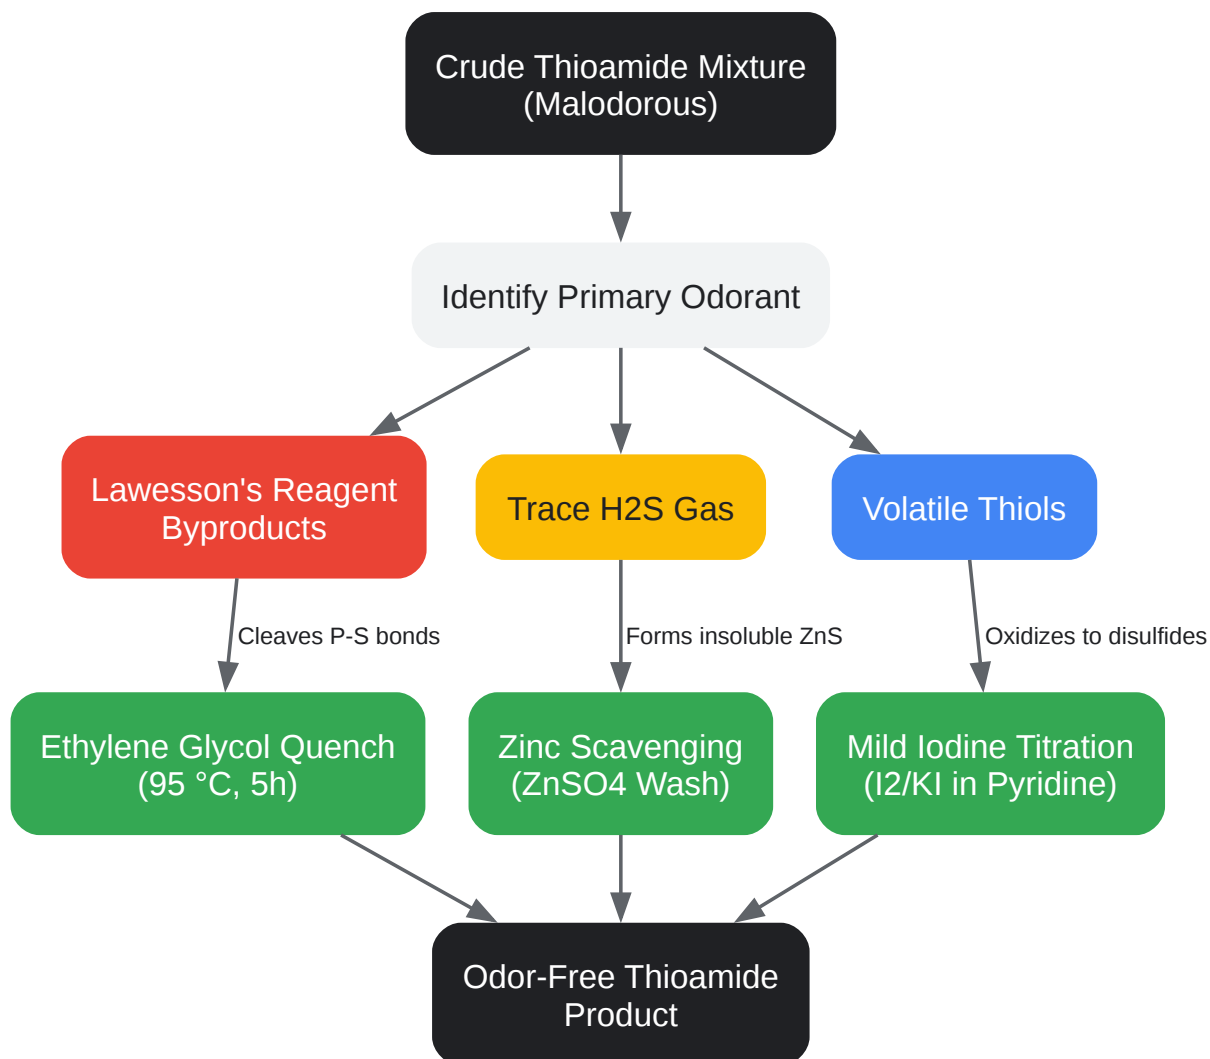 Crude Thioamide Mixture
(Malodorous)
Identify Primary Odorant
Lawesson's Reagent
Byproducts
Trace H2S Gas
Volatile Thiols
Cleaves P-S bonds
Forms insoluble ZnS
Oxidizes to disulfides
Ethylene Glycol Quench
(95 °C, 5h)
Zinc Scavenging
(ZnSO4 Wash)
Mild Iodine Titration
(I2/KI in Pyridine)
Odor-Free Thioamide
Product